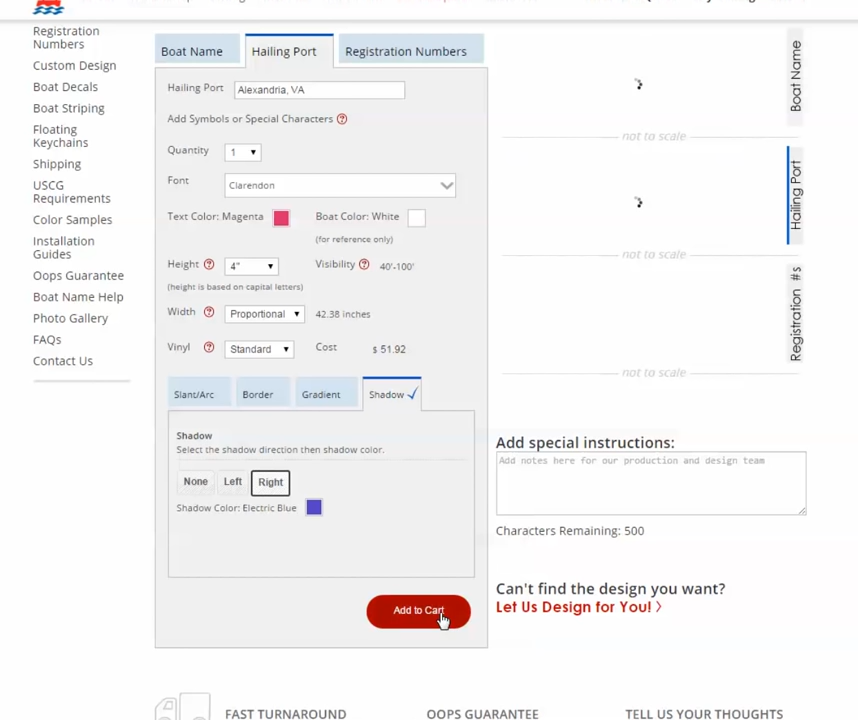 Registration
Numbers
Custom Design
Boat Decals
Boat Striping
Floating
Keychains
Shipping
USCG
Requirements
Color Samples
Installation
Guides
Oops Guarantee
Boat Name Help
Photo Gallery
FAQs
Contact Us
Boat Name
Hailing Port
Registration Numbers
Hailing Port
Alexandria, VA
Add Symbols or Special Characters ?
Quantity
1
Font
Clarendon
Text Color: Magenta
Boat Color: White
(for reference only)
Height ?
4"
Visibility ?
40'-100'
(height is based on capital letters)
Width ?
Proportional
42.38 inches
Vinyl ?
Standard
Cost
$ 51.92
Slant/Arc
Border
Gradient
Shadow
Shadow
Select the shadow direction then shadow color.
None
Left
Right
Shadow Color: Electric Blue
Add to Cart
Boat Name
not to scale
Hailing Port
not to scale
Registration #s
not to scale
Add special instructions:
Add notes here for our production and design team
Characters Remaining: 500
Can't find the design you want?
Let Us Design for You! >
FAST TURNAROUND
OOPS GUARANTEE
TELL US YOUR THOUGHTS